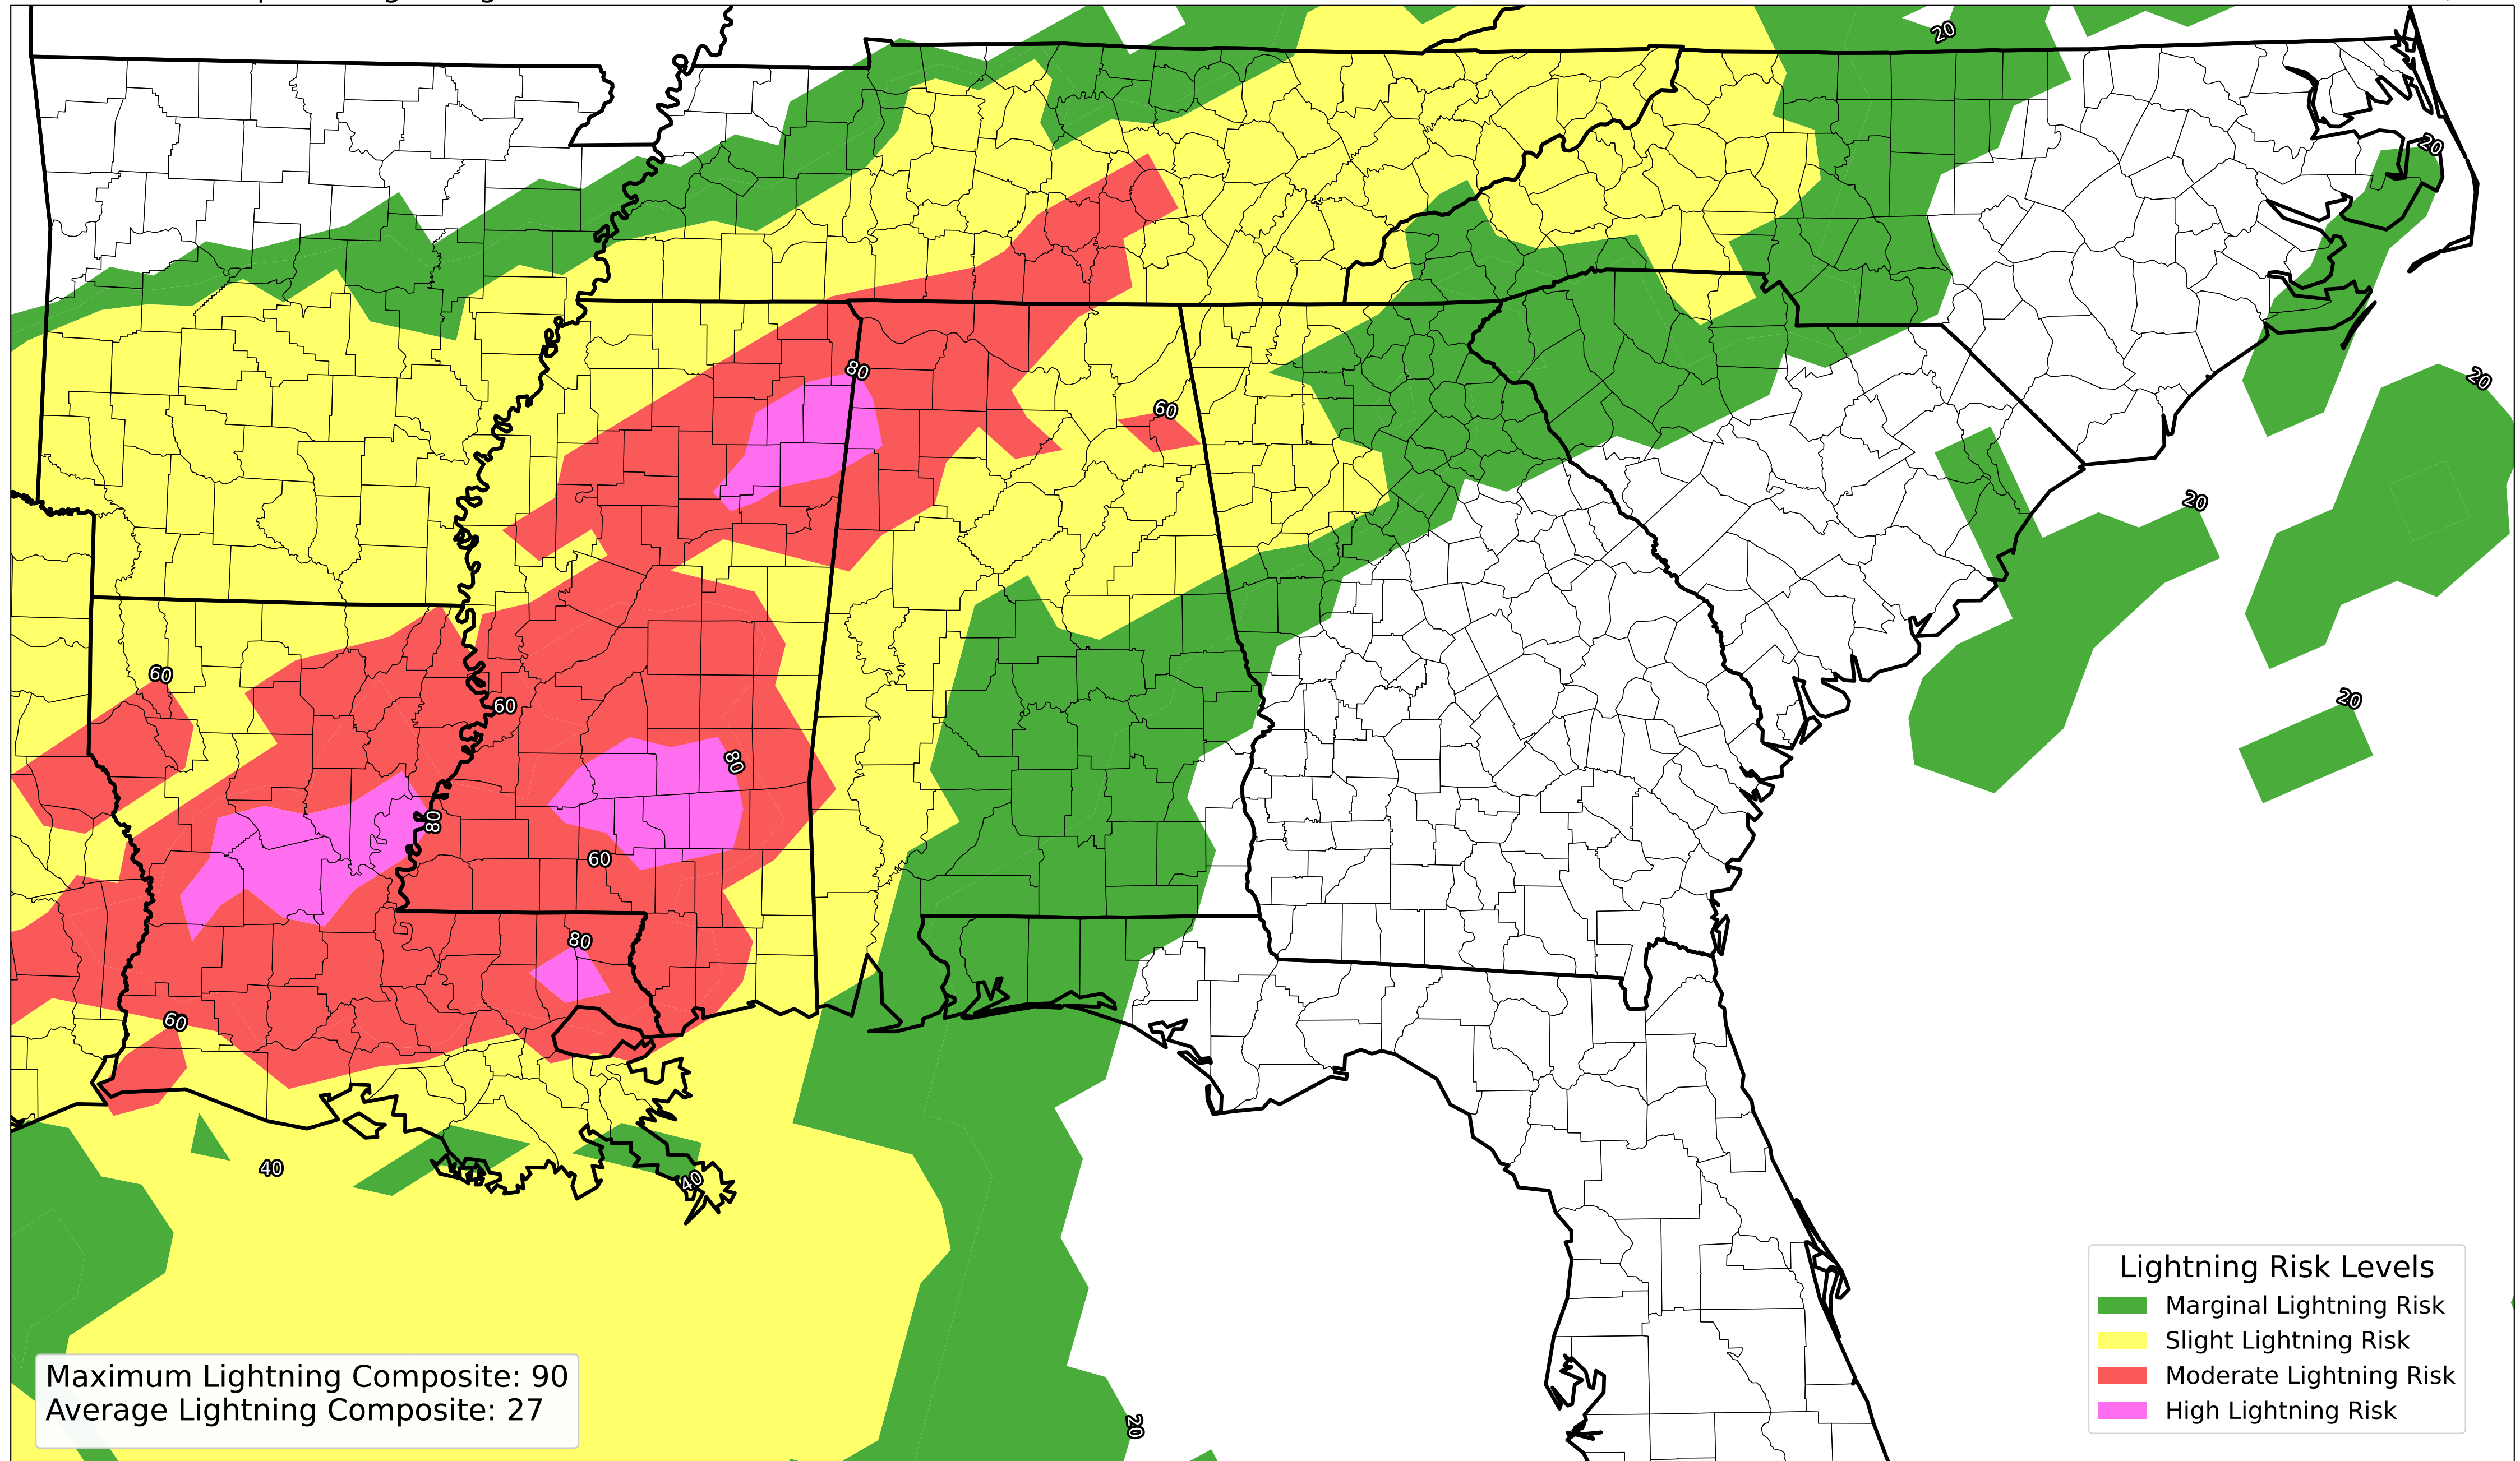 20
20
80
20
60
20
20
60
20
60
80
80
60
80
60
40
40
Lightning Risk Levels
Marginal Lightning Risk
Slight Lightning Risk
Moderate Lightning Risk
High Lightning Risk
Maximum Lightning Composite: 90
Average Lightning Composite: 27
20